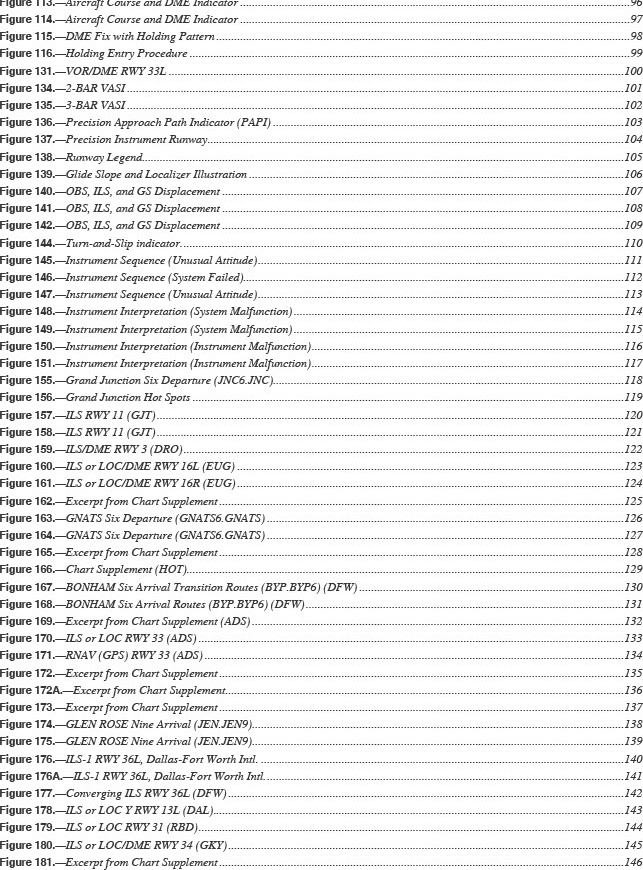 Figure 113.—Aircraft Course and DME Indicator 96
Figure 114.—Aircraft Course and DME Indicator 97
Figure 115.—DME Fix with Holding Pattern 98
Figure 116.—Holding Entry Procedure 99
Figure 131.—VOR/DME RWY 33L 100
Figure 134.—2-BAR VASI 101
Figure 135.—3-BAR VASI 102
Figure 136.—Precision Approach Path Indicator (PAPI) 103
Figure 137.—Precision Instrument Runway 104
Figure 138.—Runway Legend 105
Figure 139.—Glide Slope and Localizer Illustration 106
Figure 140.—OBS, ILS, and GS Displacement 107
Figure 141.—OBS, ILS, and GS Displacement 108
Figure 142.—OBS, ILS, and GS Displacement 109
Figure 144.—Turn-and-Slip indicator 110
Figure 145.—Instrument Sequence (Unusual Attitude) 111
Figure 146.—Instrument Sequence (System Failed) 112
Figure 147.—Instrument Sequence (Unusual Attitude) 113
Figure 148.—Instrument Interpretation (System Malfunction) 114
Figure 149.—Instrument Interpretation (System Malfunction) 115
Figure 150.—Instrument Interpretation (Instrument Malfunction) 116
Figure 151.—Instrument Interpretation (Instrument Malfunction) 117
Figure 155.—Grand Junction Six Departure (JNC6.JNC) 118
Figure 156.—Grand Junction Hot Spots 119
Figure 157.—ILS RWY 11 (GJT) 120
Figure 158.—ILS RWY 11 (GJT) 121
Figure 159.—ILS/DME RWY 3 (DRO) 122
Figure 160.—ILS or LOC/DME RWY 16L (EUG) 123
Figure 161.—ILS or LOC/DME RWY 16R (EUG) 124
Figure 162.—Excerpt from Chart Supplement 125
Figure 163.—GNATS Six Departure (GNATS6.GNATS) 126
Figure 164.—GNATS Six Departure (GNATS6.GNATS) 127
Figure 165.—Excerpt from Chart Supplement 128
Figure 166.—Chart Supplement (HOT) 129
Figure 167.—BONHAM Six Arrival Transition Routes (BYP.BYP6) (DFW) 130
Figure 168.—BONHAM Six Arrival Routes (BYP.BYP6) (DFW) 131
Figure 169.—Excerpt from Chart Supplement (ADS) 132
Figure 170.—ILS or LOC RWY 33 (ADS) 133
Figure 171.—RNAV (GPS) RWY 33 (ADS) 134
Figure 172.—Excerpt from Chart Supplement 135
Figure 172A.—Excerpt from Chart Supplement 136
Figure 173.—Excerpt from Chart Supplement 137
Figure 174.—GLEN ROSE Nine Arrival (JEN.JEN9) 138
Figure 175.—GLEN ROSE Nine Arrival (JEN.JEN9) 139
Figure 176.—ILS-1 RWY 36L, Dallas-Fort Worth Intl. 140
Figure 176A.—ILS-1 RWY 36L, Dallas-Fort Worth Intl. 141
Figure 177.—Converging ILS RWY 36L (DFW) 142
Figure 178.—ILS or LOC Y RWY 13L (DAL) 143
Figure 179.—ILS or LOC RWY 31 (RBD) 144
Figure 180.—ILS or LOC/DME RWY 34 (GKY) 145
Figure 181.—Excerpt from Chart Supplement 146